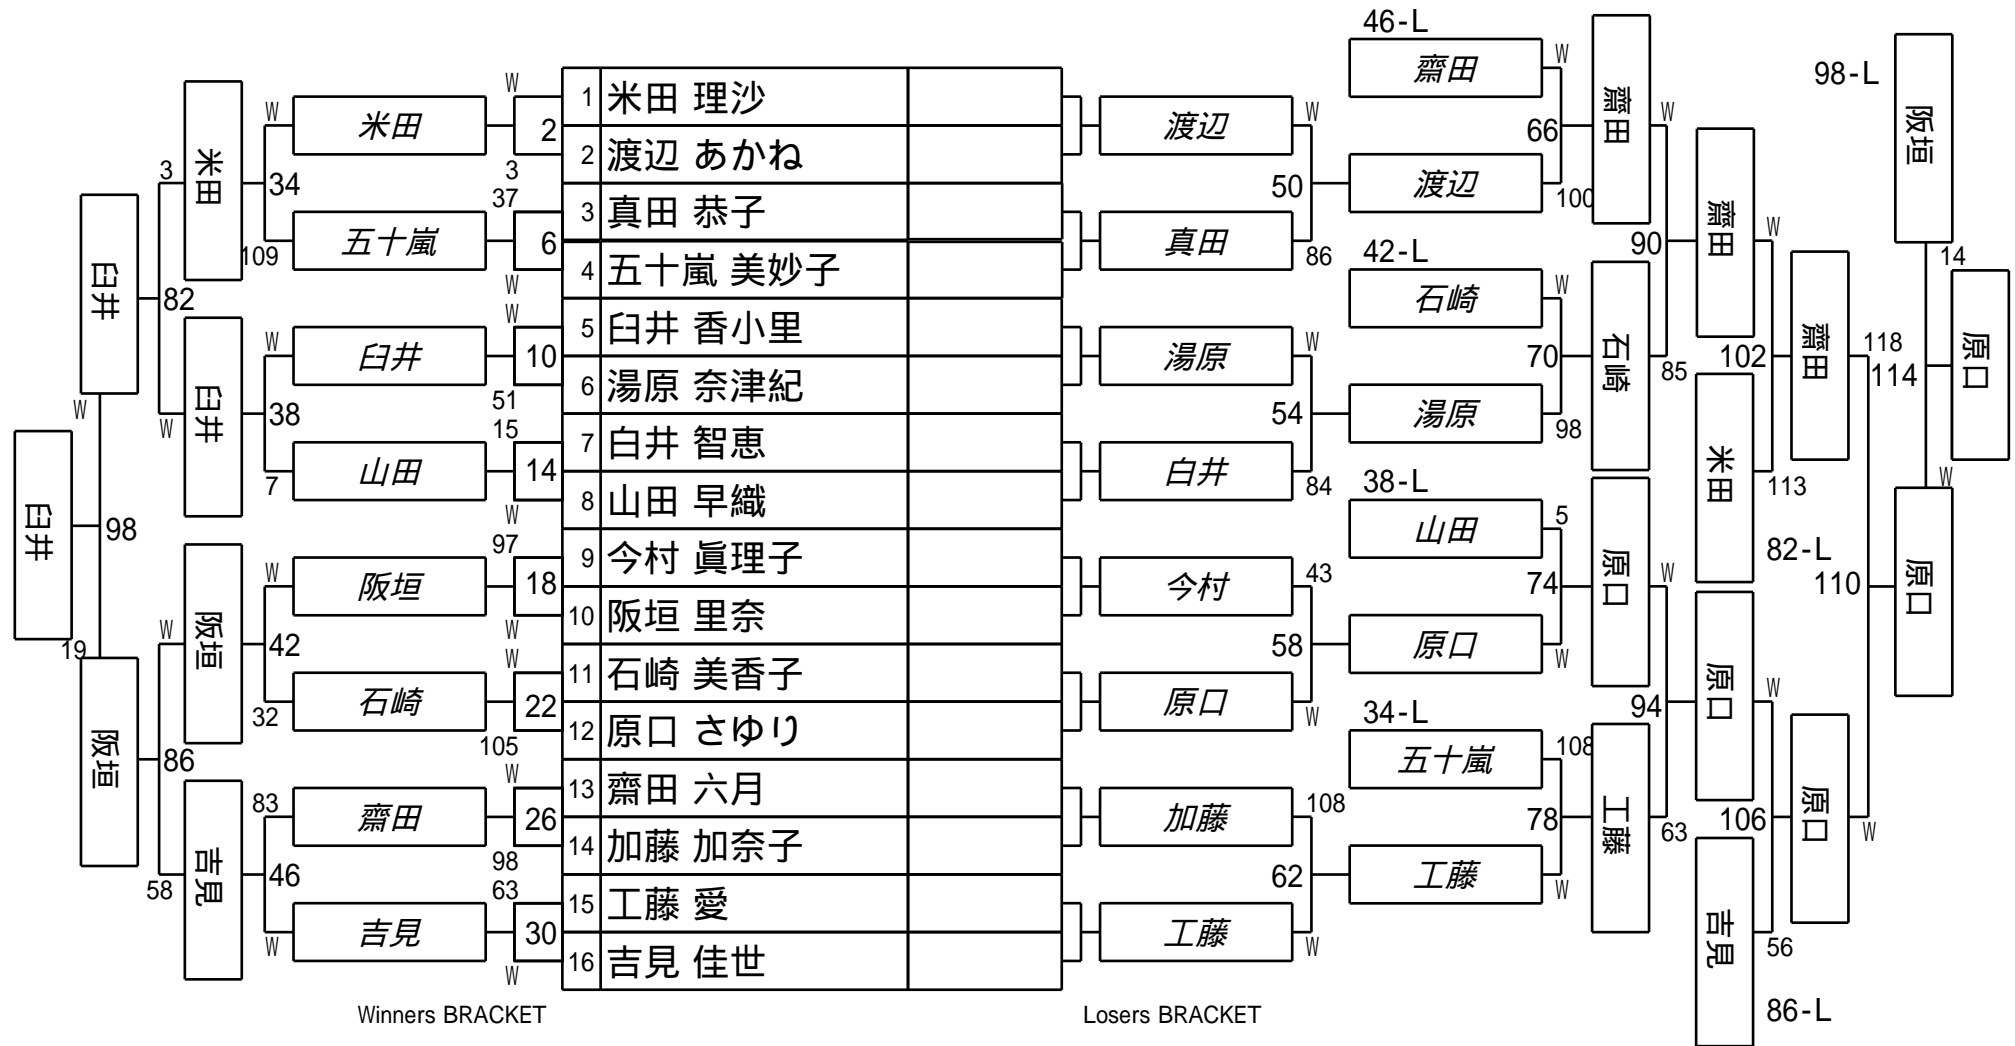 46-L
齋田
W
98-L
阪垣
米田
W
米田
W
2
1 米田 理沙
2 渡辺 あかね
3
渡辺
W
66
齋田
W
3
34
37
50
渡辺
100
齋田
W
109
五十嵐
6
W
3 真田 恭子
4 五十嵐 美妙子
真田
86
42-L
90
14
臼井
82
W
臼井
W
10
51
5 臼井 香小里
6 湯原 奈津紀
湯原
W
石崎
W
70
石崎
85
102
齋田
118
114
原口
W
臼井
38
15
54
湯原
98
米田
113
W
7
山田
14
W
7 白井 智恵
8 山田 早織
白井
84
38-L
山田
5
臼井
98
19
97
W
阪垣
18
W
9 今村 眞理子
10 阪垣 里奈
今村
43
74
原口
W
82-L
110
原口
W
阪垣
42
W
58
原口
W
32
石崎
22
105
11 石崎 美香子
12 原口 さゆり
原口
W
34-L
94
原口
W
阪垣
86
W
83
齋田
26
98
13 齋田 六月
14 加藤 加奈子
加藤
108
五十嵐
108
78
工藤
63
106
原口
W
58
吉見
46
63
62
工藤
W
W
吉見
30
W
15 工藤 愛
16 吉見 佳世
工藤
W
吉見
56
Winners BRACKET
Losers BRACKET
86-L